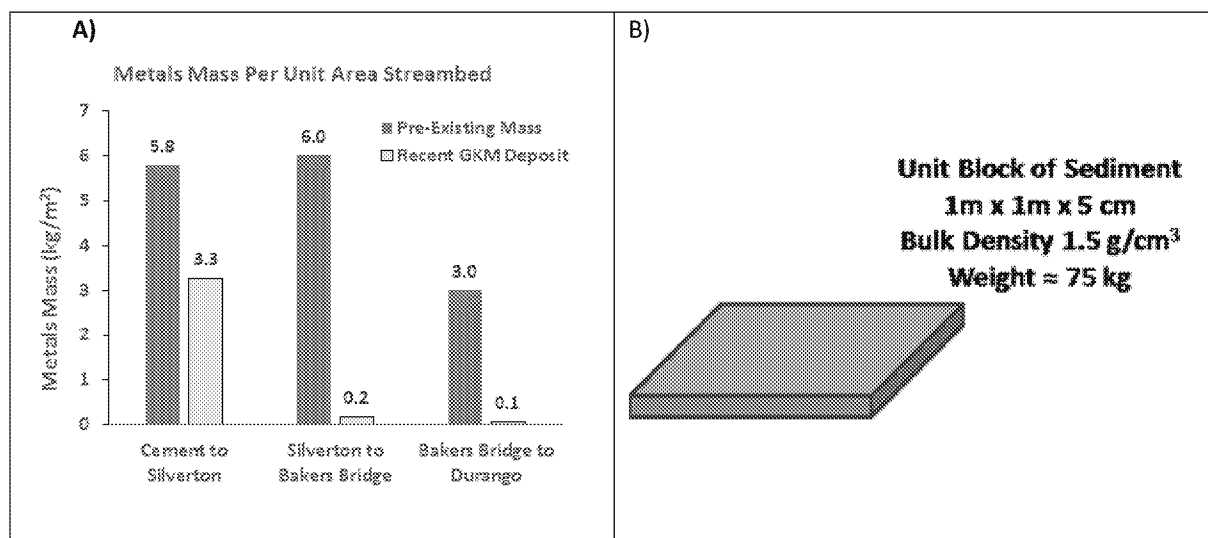 A)
Metals Mass Per Unit Area Streambed
7
6
5
4
3
2
1
0
Metals Mass (kg/m²)
Pre-Existing Mass
Recent GKM Deposit
5.8
3.3
6.0
0.2
3.0
0.1
Cement to
Silverton
Silverton to
Bakers Bridge
Bakers Bridge to
Durango
B)
Unit Block of Sediment
1m x 1m x 5 cm
Bulk Density 1.5 g/cm³
Weight = 75 kg